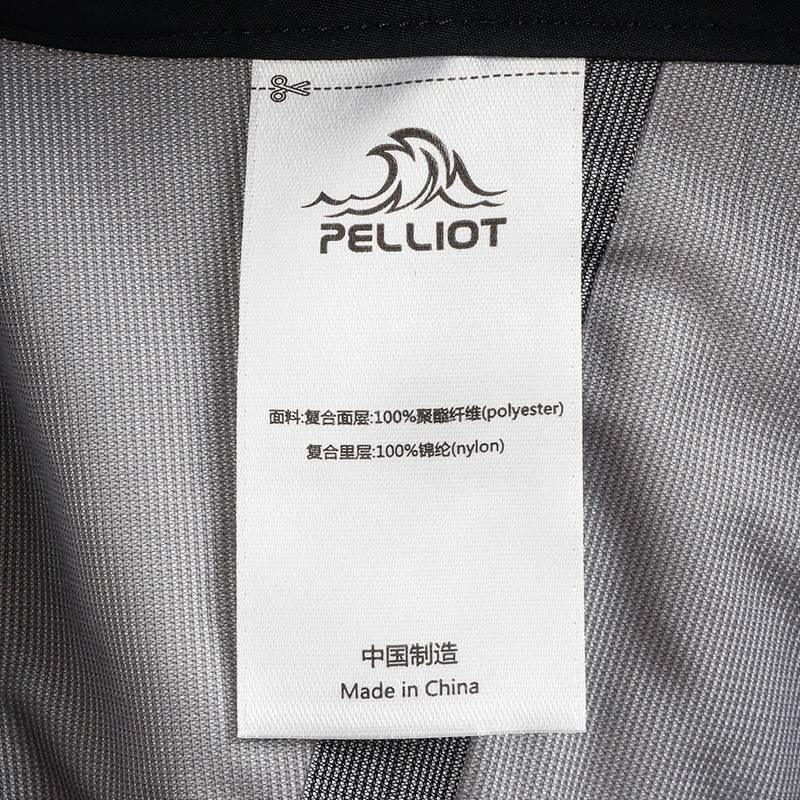 PELLIOT
面料:复合面层:100%聚酯纤维(polyester)
复合里层:100%锦纶(nylon)
中国制造
Made in China